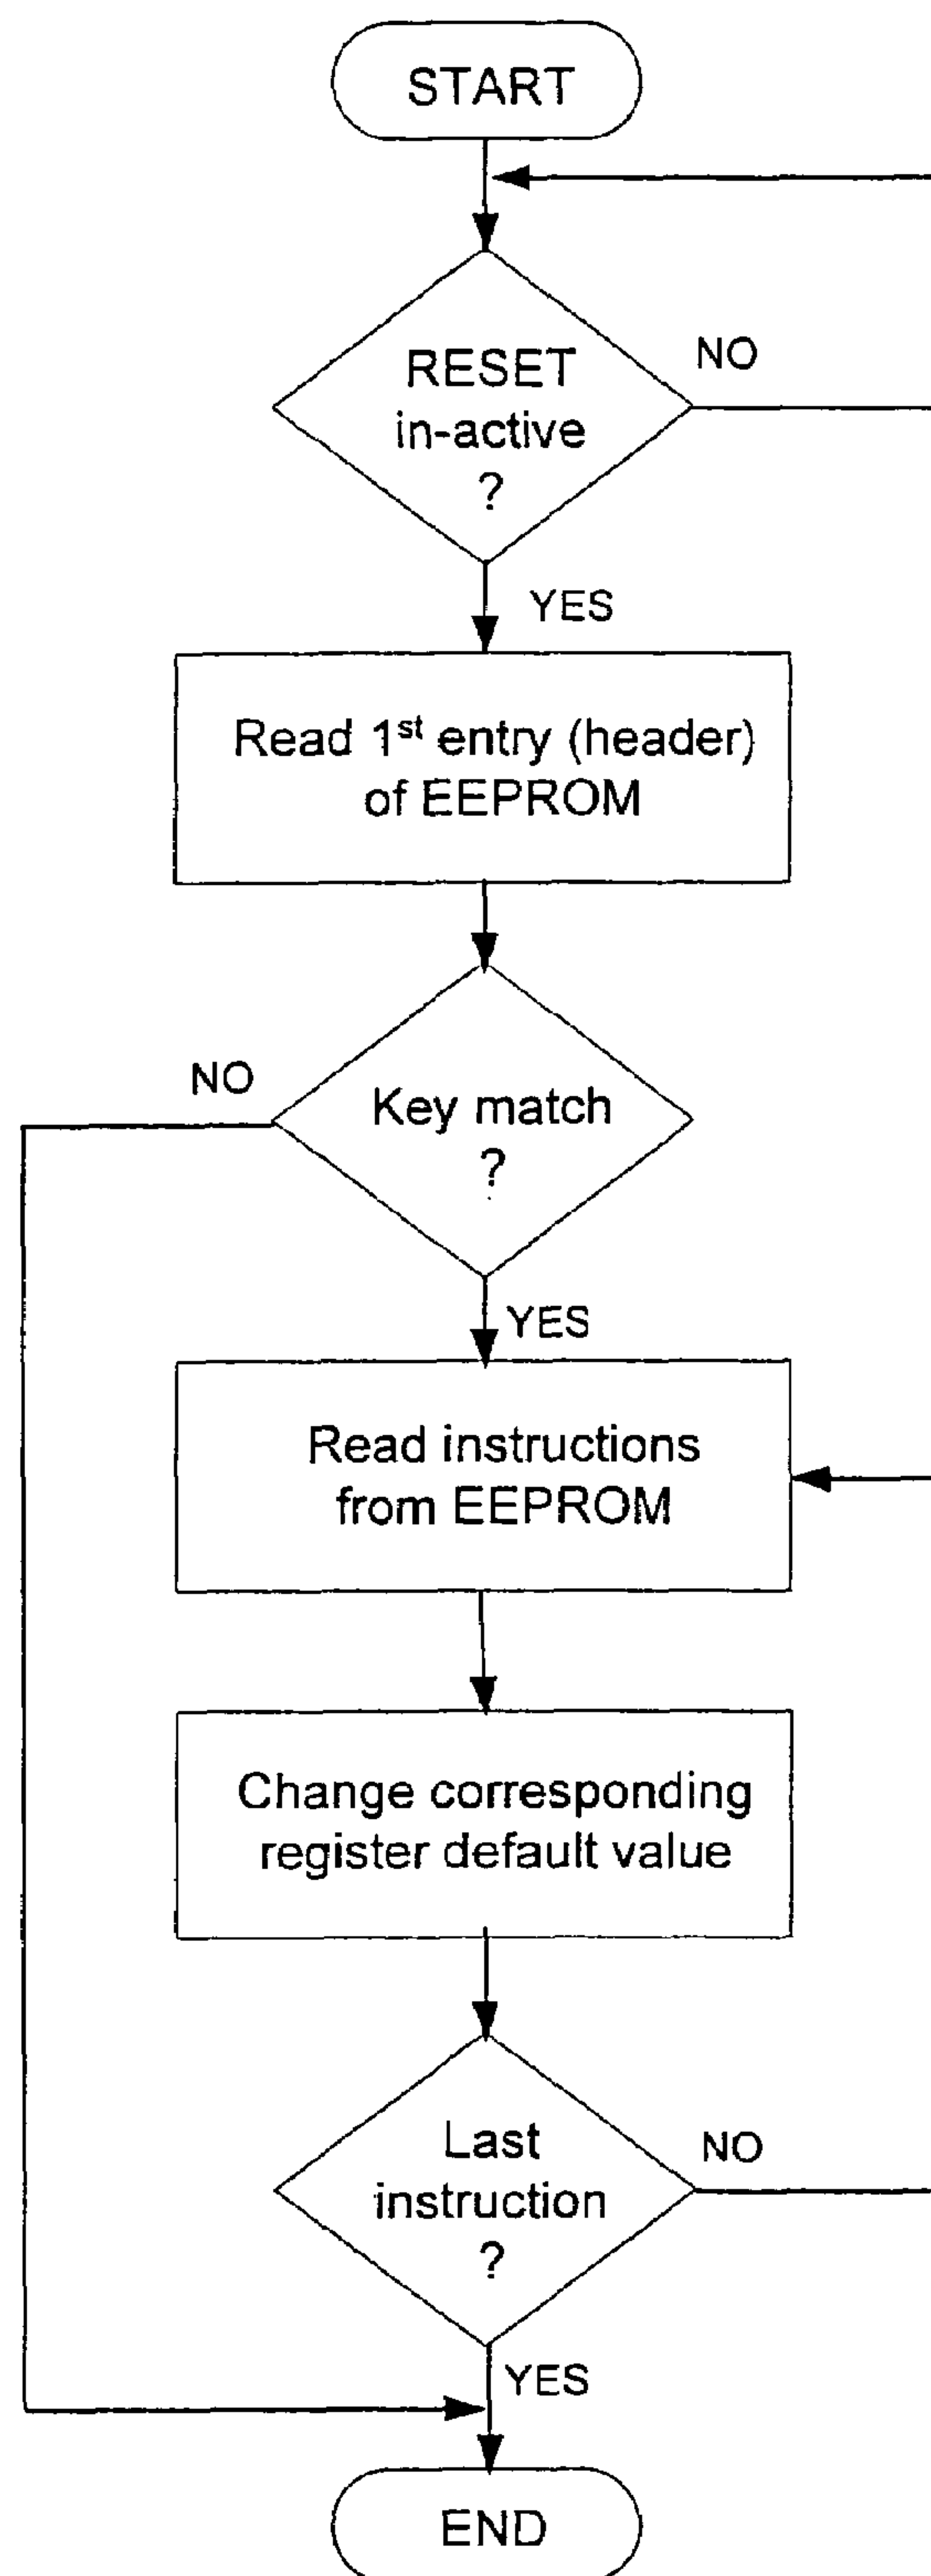 START
RESET
in-active
?
NO
YES
Read 1st entry (header)
of EEPROM
NO
Key match
?
YES
Read instructions
from EEPROM
Change corresponding
register default value
Last
instruction
?
NO
YES
END